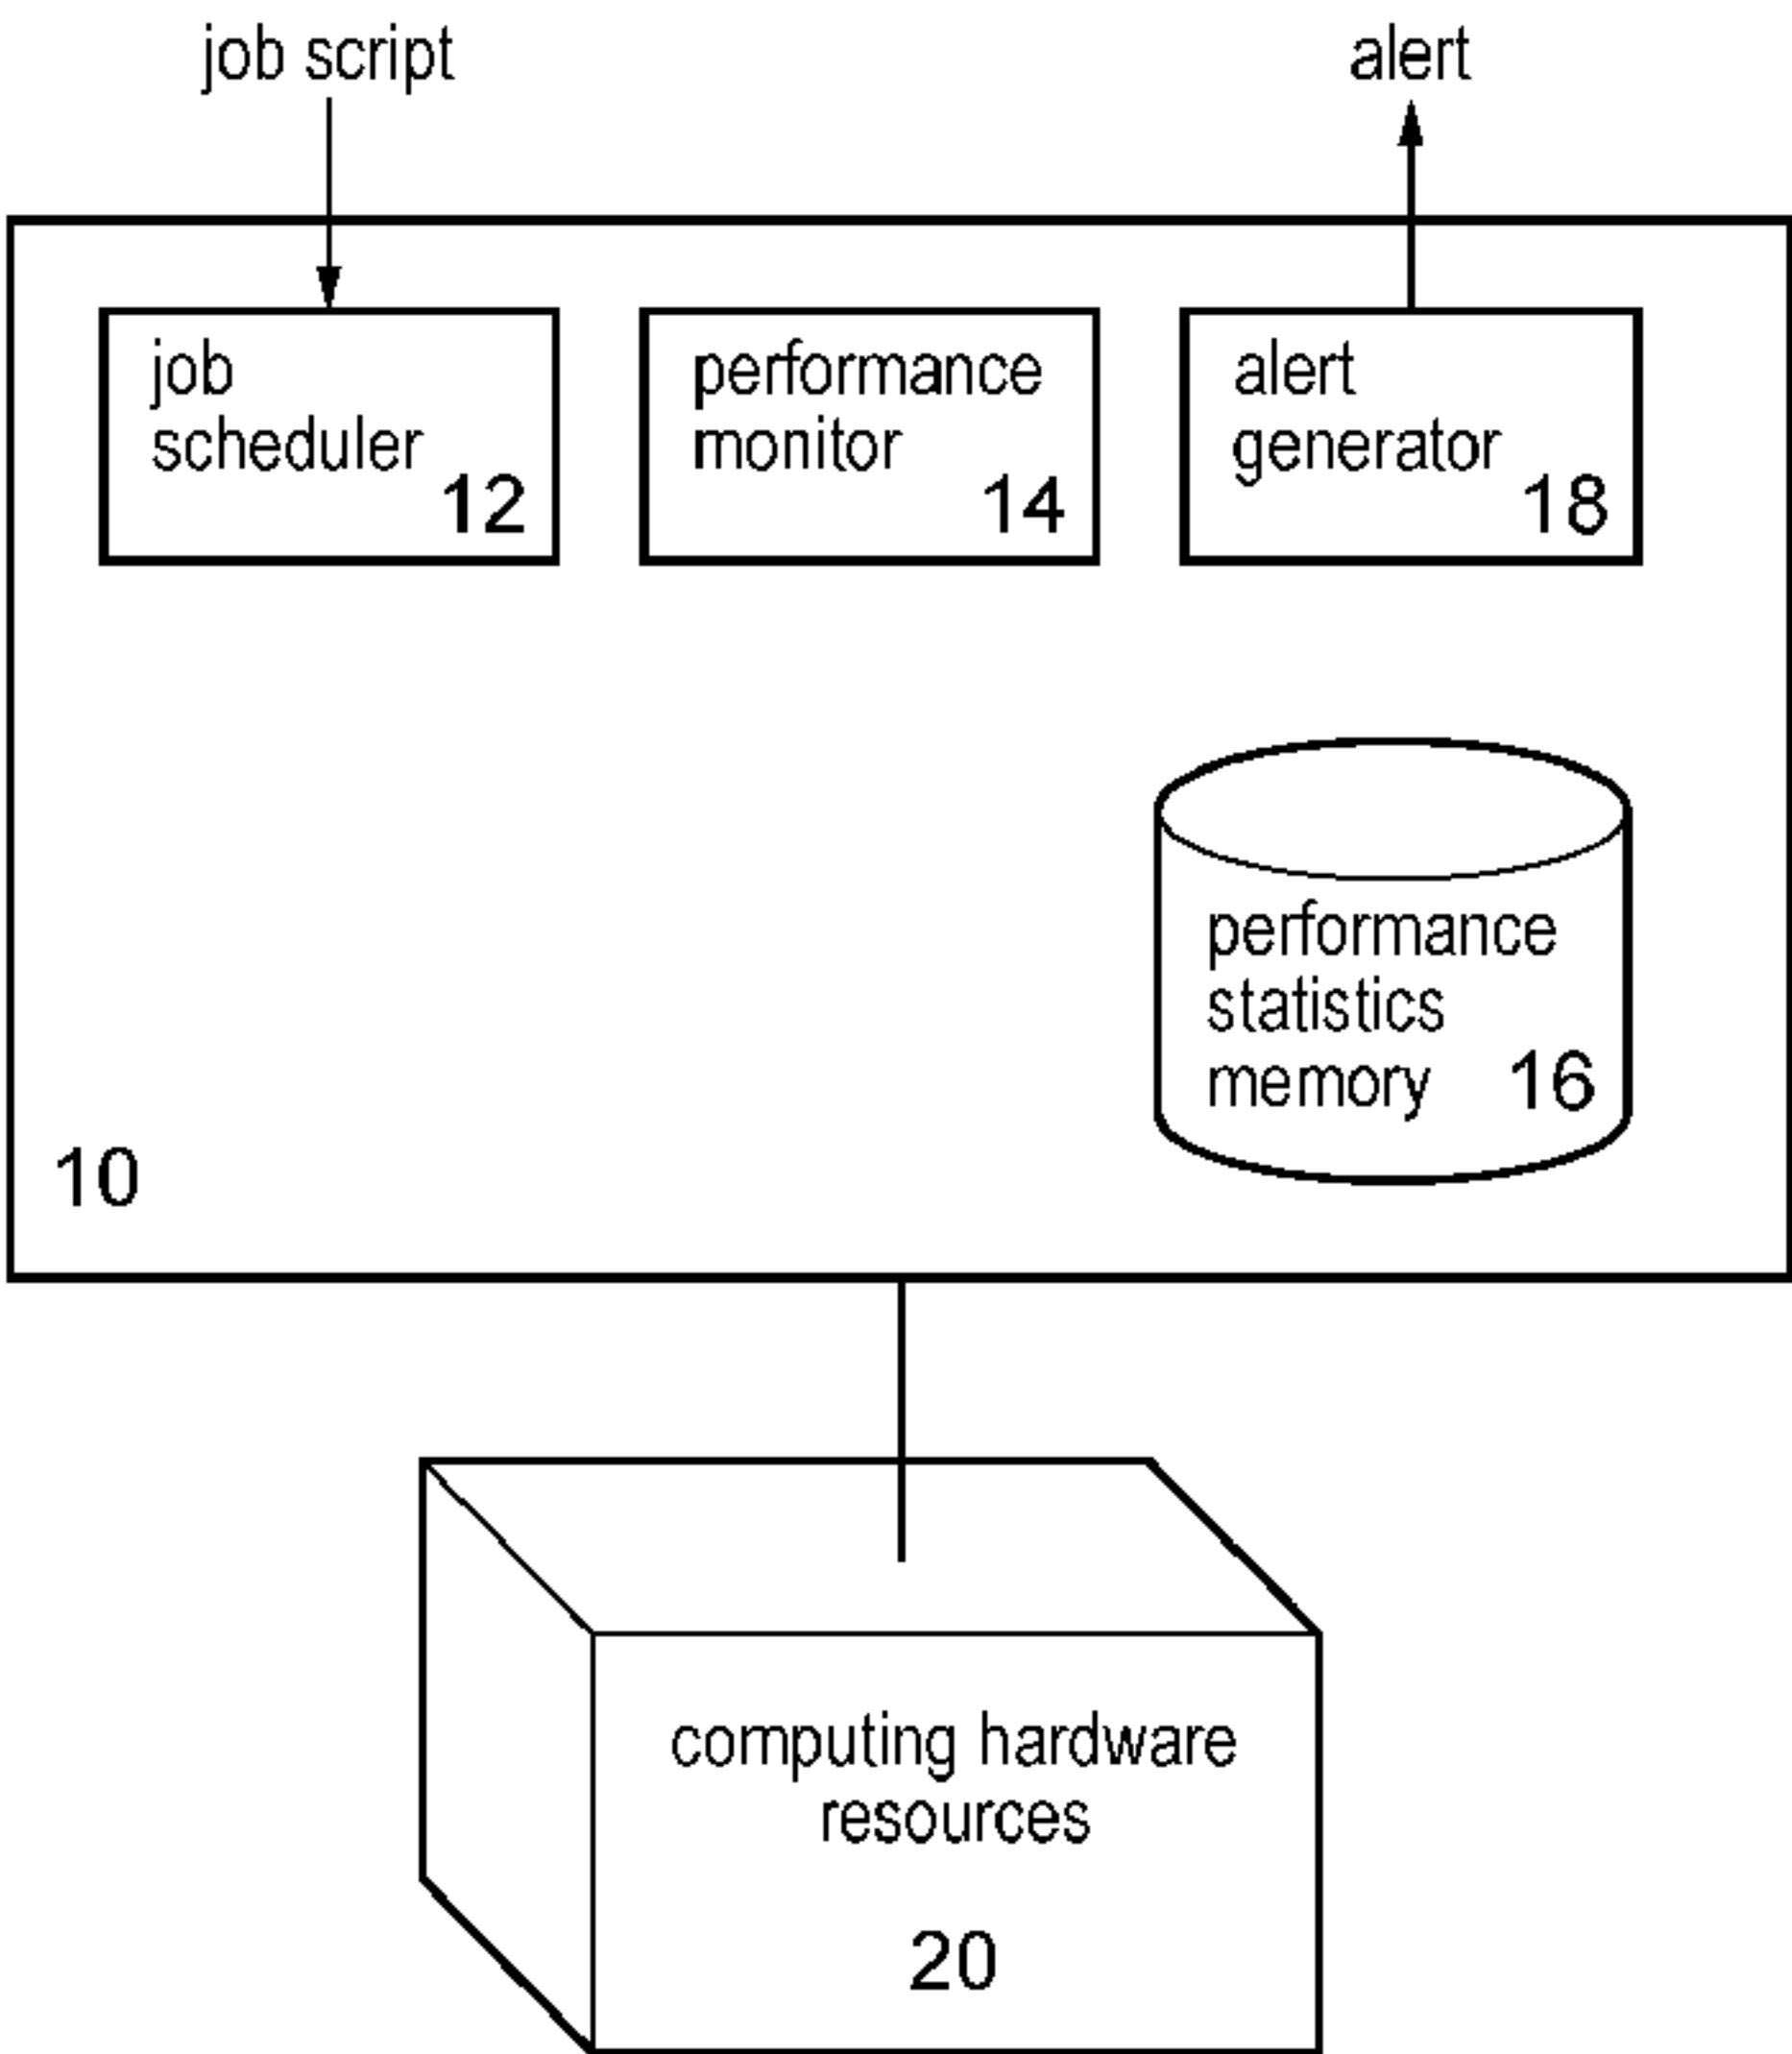 job script
alert
job
scheduler
12
performance
monitor
14
alert
generator
18
performance
statistics
memory 16
10
computing hardware
resources
20